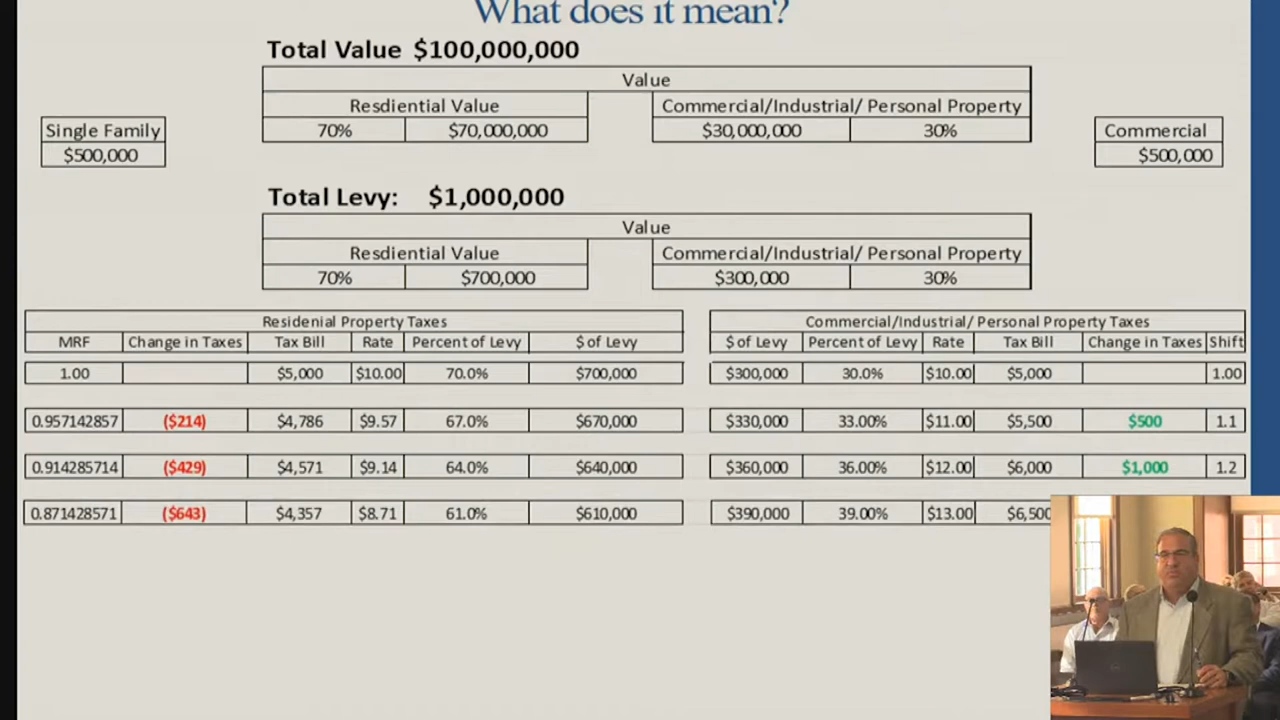 What does it mean?
Total Value $100,000,000
Value
Resdiential Value Commercial/Industrial/ Personal Property
70% $70,000,000 $30,000,000 30%
Single Family
$500,000
Commercial
$500,000
Total Levy: $1,000,000
Value
Resdiential Value Commercial/Industrial/ Personal Property
70% $700,000 $300,000 30%
Residenial Property Taxes Commercial/Industrial/ Personal Property Taxes
MRF Change in Taxes Tax Bill Rate Percent of Levy $ of Levy $ of Levy Percent of Levy Rate Tax Bill Change in Taxes Shift
1.00 $5,000 $10.00 70.0% $700,000 $300,000 30.0% $10.00 $5,000 1.00
0.957142857 ($214) $4,786 $9.57 67.0% $670,000 $330,000 33.00% $11.00 $5,500 $500 1.1
0.914285714 ($429) $4,571 $9.14 64.0% $640,000 $360,000 36.00% $12.00 $6,000 $1,000 1.2
0.871428571 ($643) $4,357 $8.71 61.0% $610,000 $390,000 39.00% $13.00 $6,500